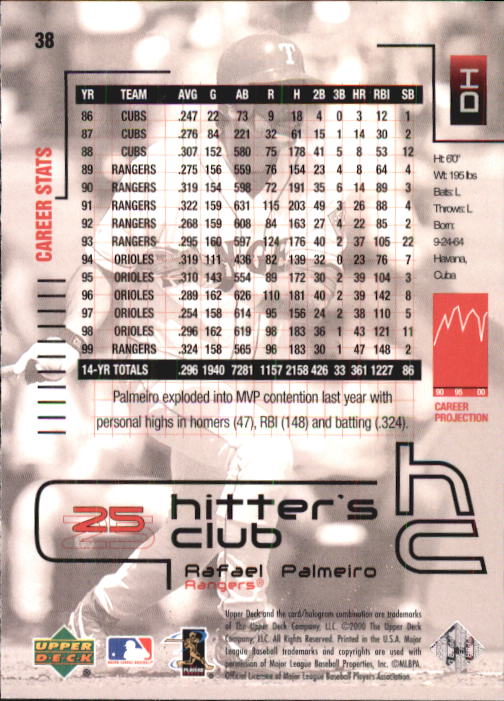 38
DH
CAREER STATS
YR TEAM AVG G AB R H 2B 3B HR RBI SB
86 CUBS .247 22 73 9 18 4 0 3 12 1
87 CUBS .276 84 221 32 61 15 1 14 30 2
88 CUBS .307 152 580 75 178 41 5 8 53 12
89 RANGERS .275 156 559 76 154 23 4 8 64 4
90 RANGERS .319 154 598 72 191 35 6 14 89 3
91 RANGERS .322 159 631 115 203 49 3 26 88 4
92 RANGERS .268 159 608 84 163 27 4 22 85 2
93 RANGERS .295 160 597 124 176 40 2 37 105 22
94 ORIOLES .319 111 436 82 139 32 0 23 76 7
95 ORIOLES .310 143 554 89 172 30 2 39 104 3
96 ORIOLES .289 162 626 110 181 40 2 39 142 8
97 ORIOLES .254 158 614 95 156 24 2 38 110 5
98 ORIOLES .296 162 619 98 183 36 1 43 121 11
99 RANGERS .324 158 565 96 183 30 1 47 148 2
14-YR TOTALS .296 1940 7281 1157 2158 426 33 361 1227 86
Ht: 6'0"
Wt: 195 lbs
Bats: L
Throws: L
Born:
9-24-64
Havana,
Cuba
90 95 00
CAREER
PROJECTION
Palmeiro exploded into MVP contention last year with
personal highs in homers (47), RBI (148) and batting (.324).
25
hitter's
club
hc
Rafael Palmeiro
Rangers®
Upper Deck and the card/hologram combination are trademarks
of The Upper Deck Company, LLC. ©2000 The Upper Deck
Company, LLC. All Rights Reserved. Printed in the U.S.A. Major
League Baseball trademarks and copyrights are used with
permission of Major League Baseball Properties, Inc. ©MLBPA.
Official Licensee of Major League Baseball Players Association.
UPPER
DECK